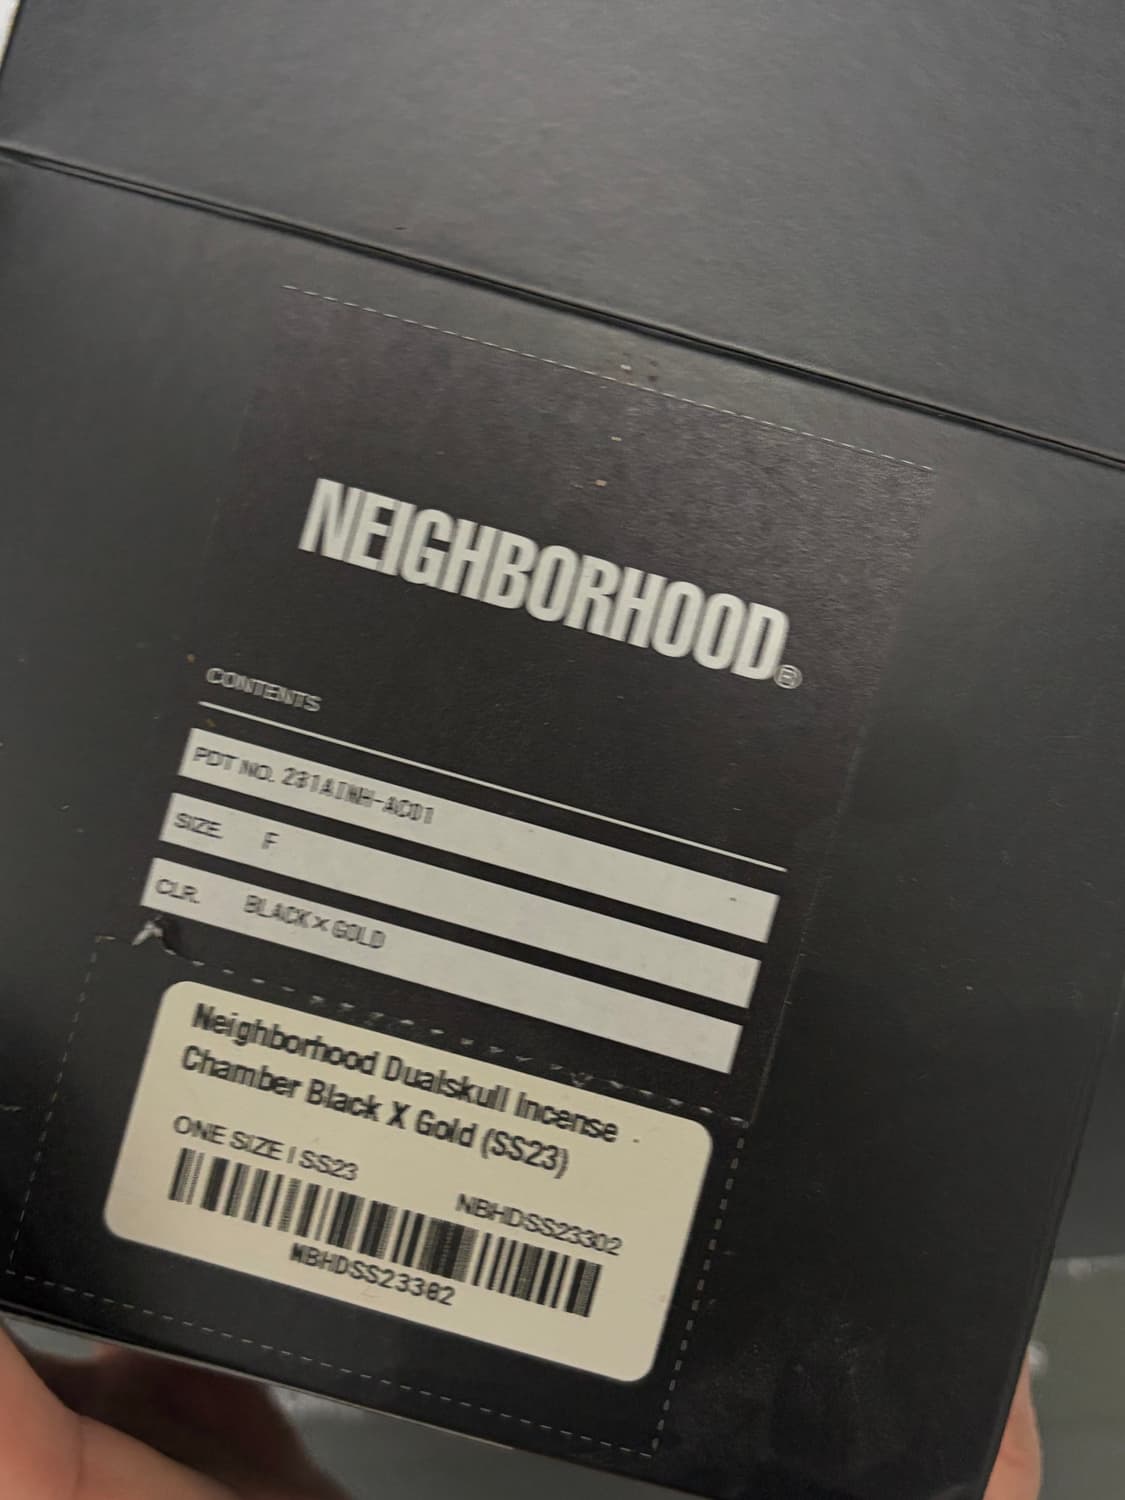 NEIGHBORHOOD®
CONTENTS
PDT NO. 231AINH-AC01
SIZE. F
CLR. BLACK×GOLD
Neighborhood Dualskull Incense
Chamber Black X Gold (SS23)
ONE SIZE | SS23
NBHDSS23302
NBHDSS23302